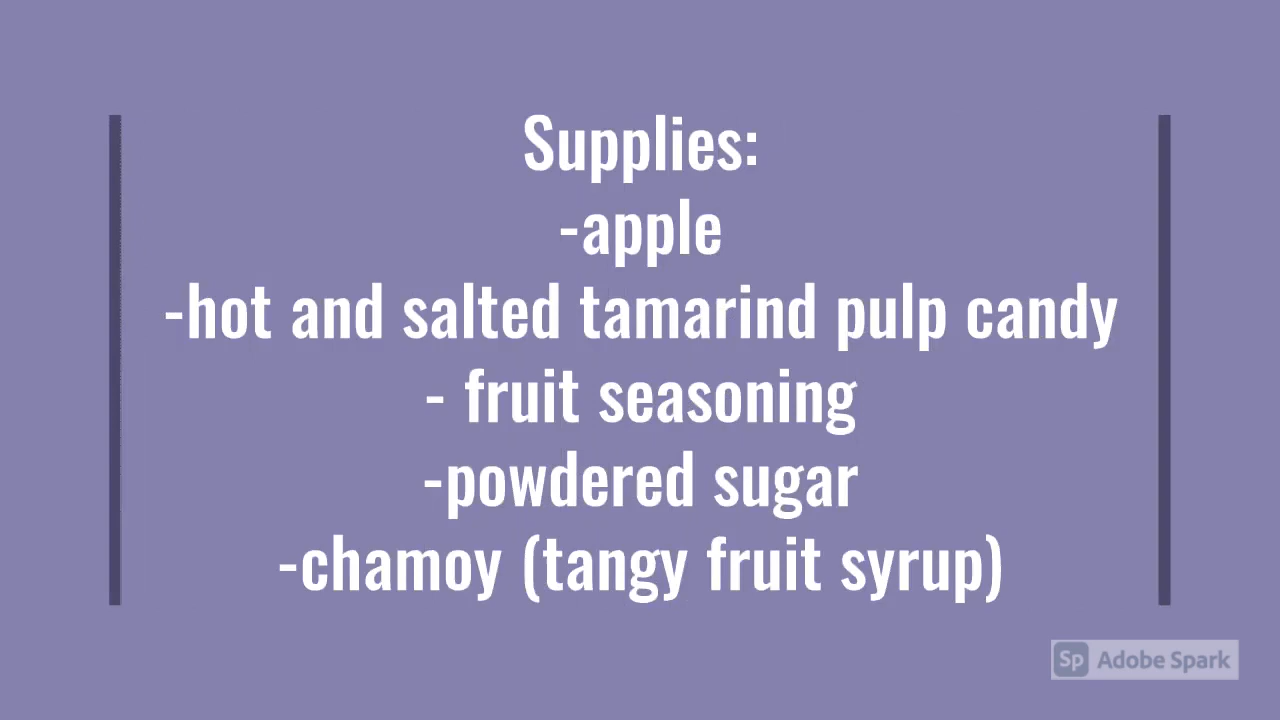 Supplies:
-apple
-hot and salted tamarind pulp candy
- fruit seasoning
-powdered sugar
-chamoy (tangy fruit syrup)
Sp Adobe Spark